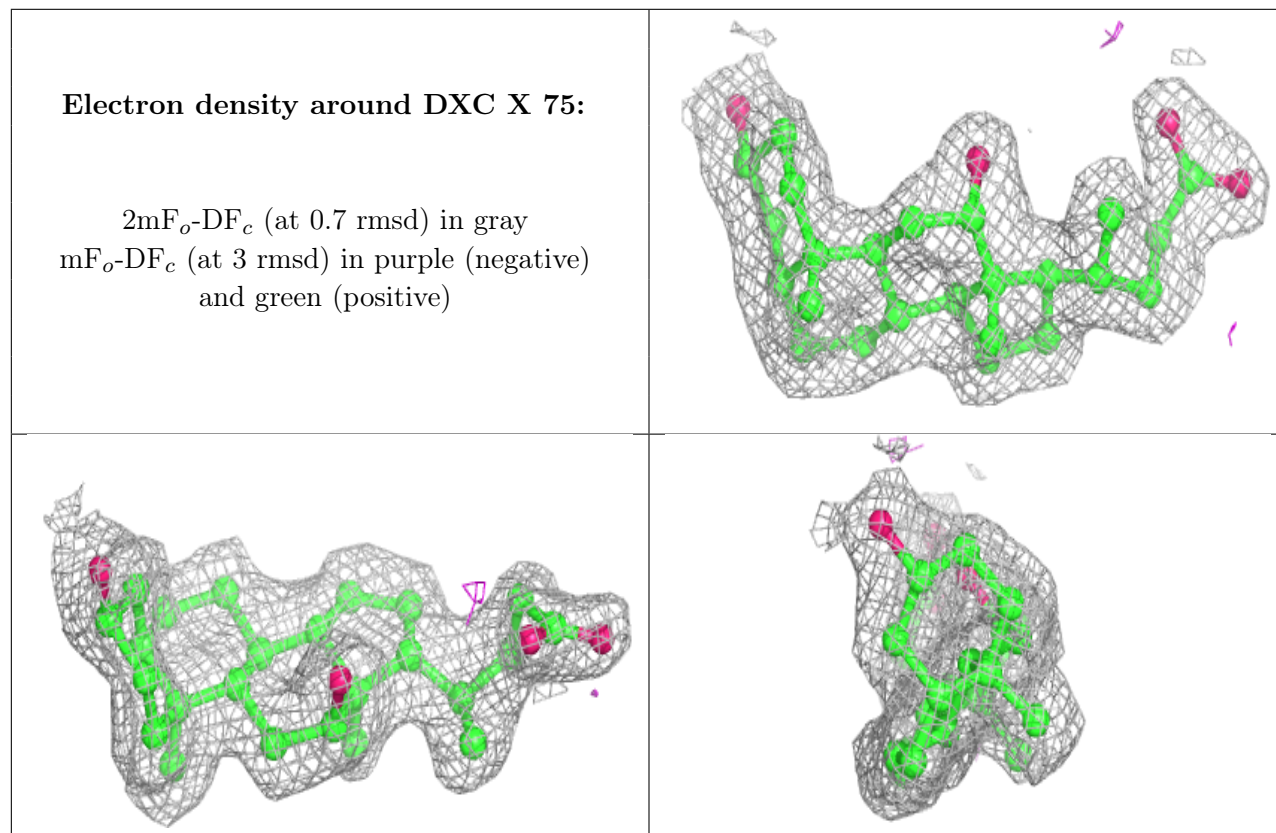 Electron density around DXC X 75:
2mFo-DFc (at 0.7 rmsd) in gray
mFo-DFc (at 3 rmsd) in purple (negative)
and green (positive)